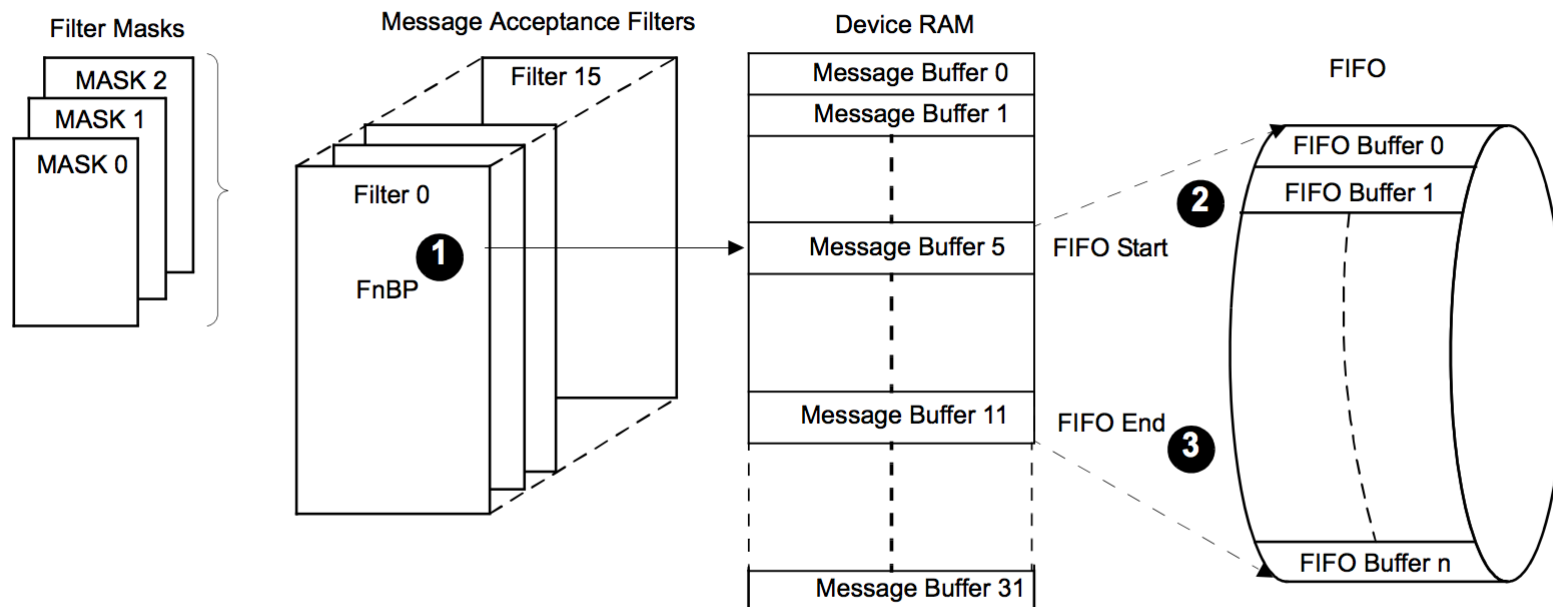 Filter Masks
MASK 2
MASK 1
MASK 0
Message Acceptance Filters
Filter 15
Filter 0
1
FnBP
Device RAM
Message Buffer 0
Message Buffer 1
Message Buffer 5
Message Buffer 11
Message Buffer 31
FIFO Start
2
FIFO End
3
FIFO
FIFO Buffer 0
FIFO Buffer 1
FIFO Buffer n